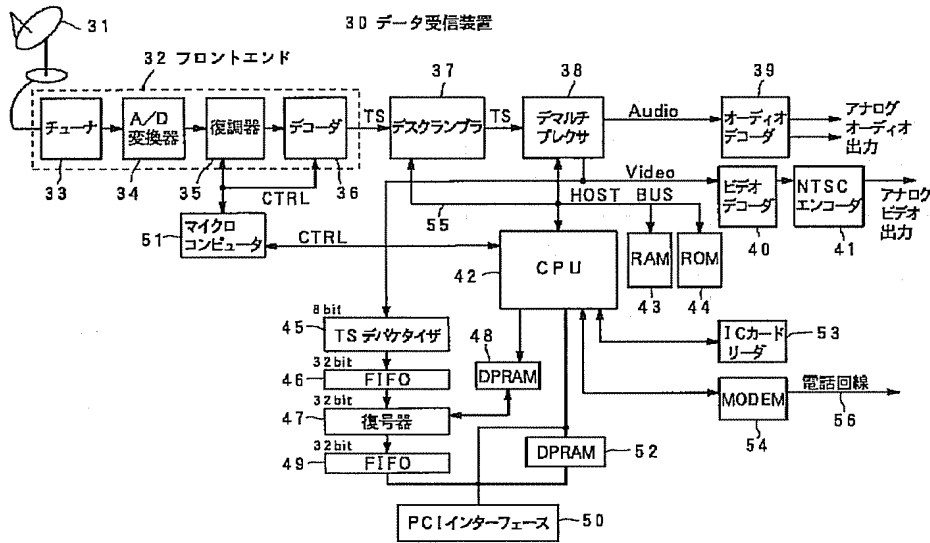 31
30 データ受信装置
32 フロントエンド
37
38
39
チューナ
A/D
変換器
復調器
デコーダ
TS
デスクランブラ
TS
デマルチ
プレクサ
Audio
オーディオ
デコーダ
アナログ
オーディオ
出力
33
34
35
36
CTRL
Video
ビデオ
デコーダ
NTSC
エンコーダ
アナログ
ビデオ
出力
HOST BUS
55
40
41
51
マイクロ
コンピュータ
CTRL
42
CPU
RAM
ROM
43
44
8bit
45
TSデパケタイザ
48
DPRAM
ICカード
リーダ
53
32bit
46
FIFO
32bit
47
復号器
MODEM
電話回線
56
54
32bit
49
FIFO
DPRAM
52
PCIインターフェース
50